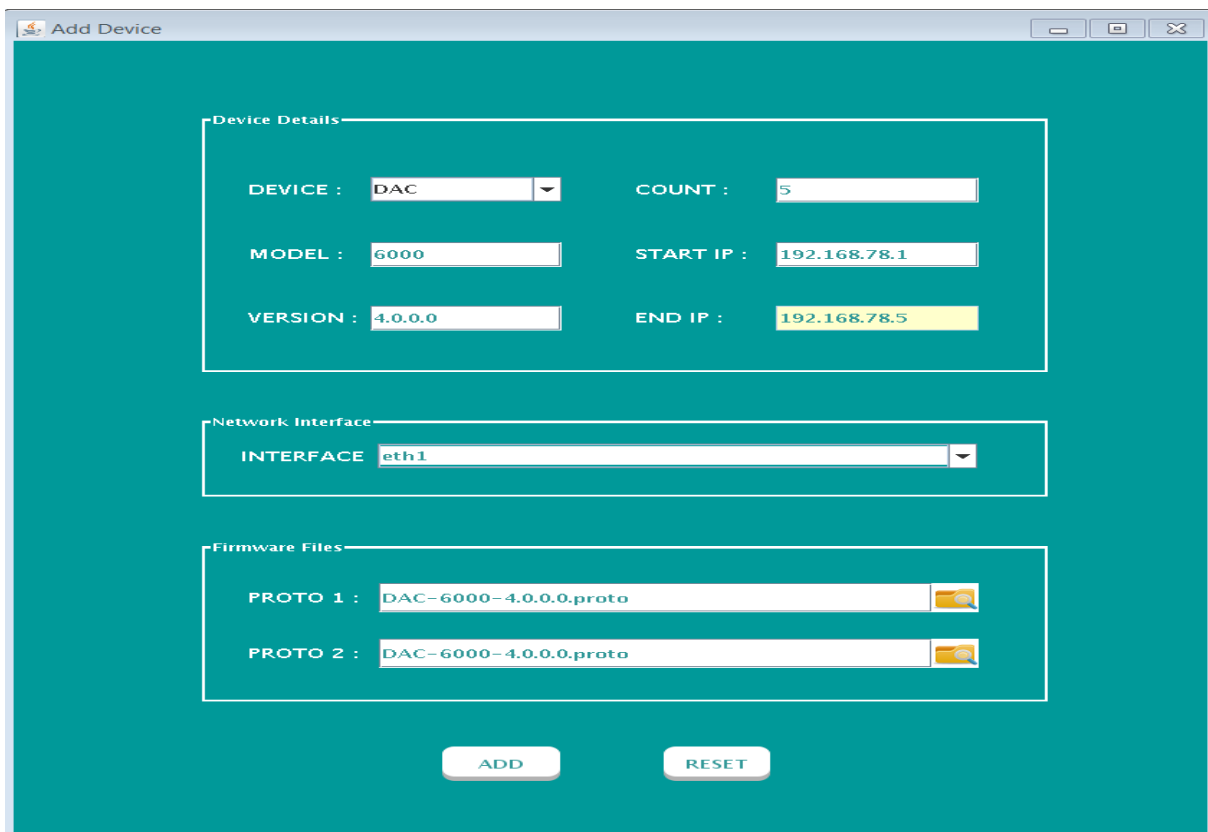 Add Device
Device Details
DEVICE : DAC COUNT : 5
MODEL : 6000 START IP : 192.168.78.1
VERSION : 4.0.0.0 END IP : 192.168.78.5
Network Interface
INTERFACE eth1
Firmware Files
PROTO 1 : DAC-6000-4.0.0.0.proto
PROTO 2 : DAC-6000-4.0.0.0.proto
ADD RESET